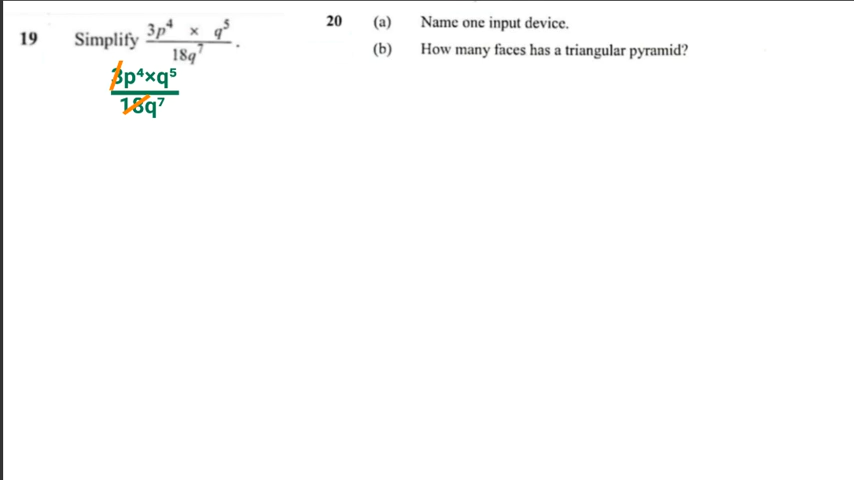 19 Simplify 3p⁴ × q⁵ / 18q⁷ .
3p⁴×q⁵
18q⁷
20 (a) Name one input device.
(b) How many faces has a triangular pyramid?